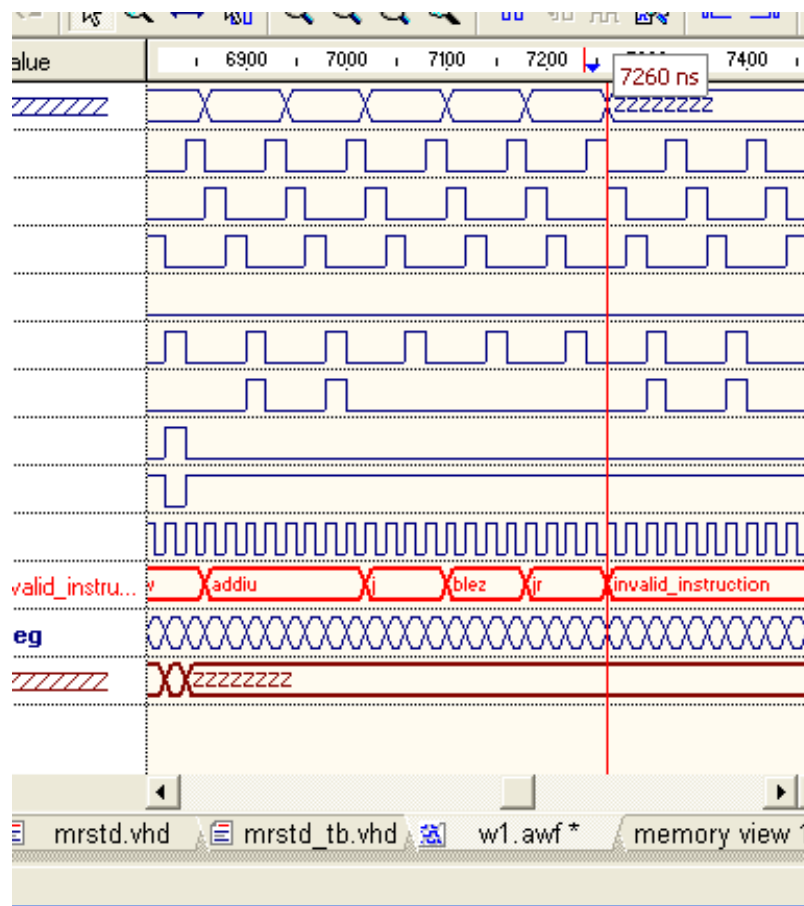 alue 6900 7000 7100 7200 7400
7260 ns
ZZZZZZZZ ZZZZZZZZ
valid_instru... v addiu j blez jr invalid_instruction
eg
ZZZZZZZZ ZZZZZZZZ
mrstd.vhd mrstd_tb.vhd w1.awf * memory view